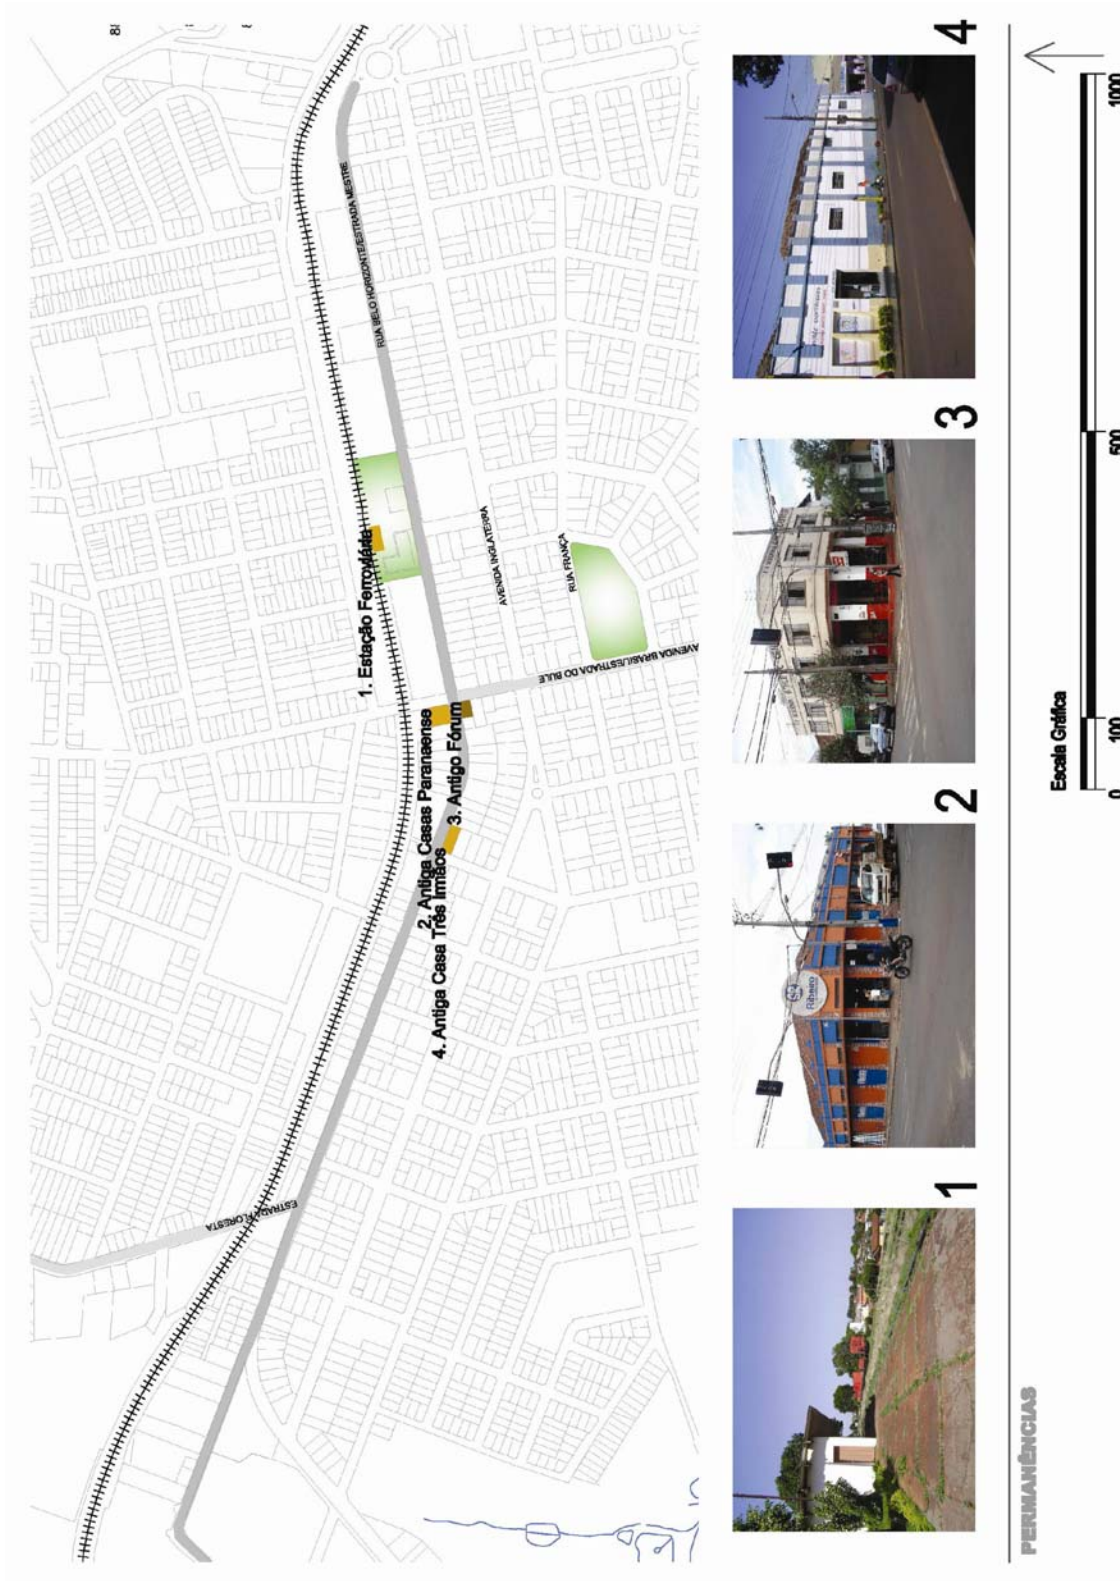 1. Estação Ferroviária
2. Antiga Casas Paranaense
3. Antigo Fórum
4. Antiga Casa Três Irmãos
RUA BELO HORIZONTE/ESTRADA MESTRE
AVENIDA INGLATERRA
RUA FRANÇA
AVENIDA BRASIL/ESTRADA DO BULE
ESTRADA FLORESTA
1
2
3
4
Ribeiro
PERMANÊNCIAS
Escala Gráfica
0
100
500
1000